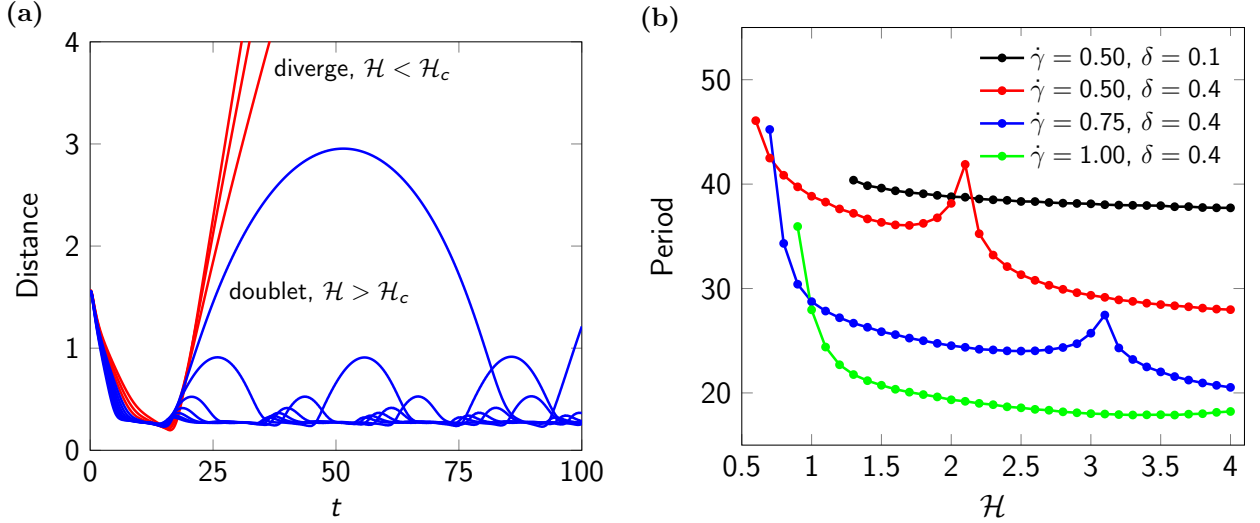 (a)
4
3
2
1
0
0
25
50
75
100
Distance
t
diverge, ℋ < ℋc
doublet, ℋ > ℋc
(b)
50
40
30
20
0.5
1
1.5
2
2.5
3
3.5
4
Period
ℋ
γ̇ = 0.50, δ = 0.1
γ̇ = 0.50, δ = 0.4
γ̇ = 0.75, δ = 0.4
γ̇ = 1.00, δ = 0.4